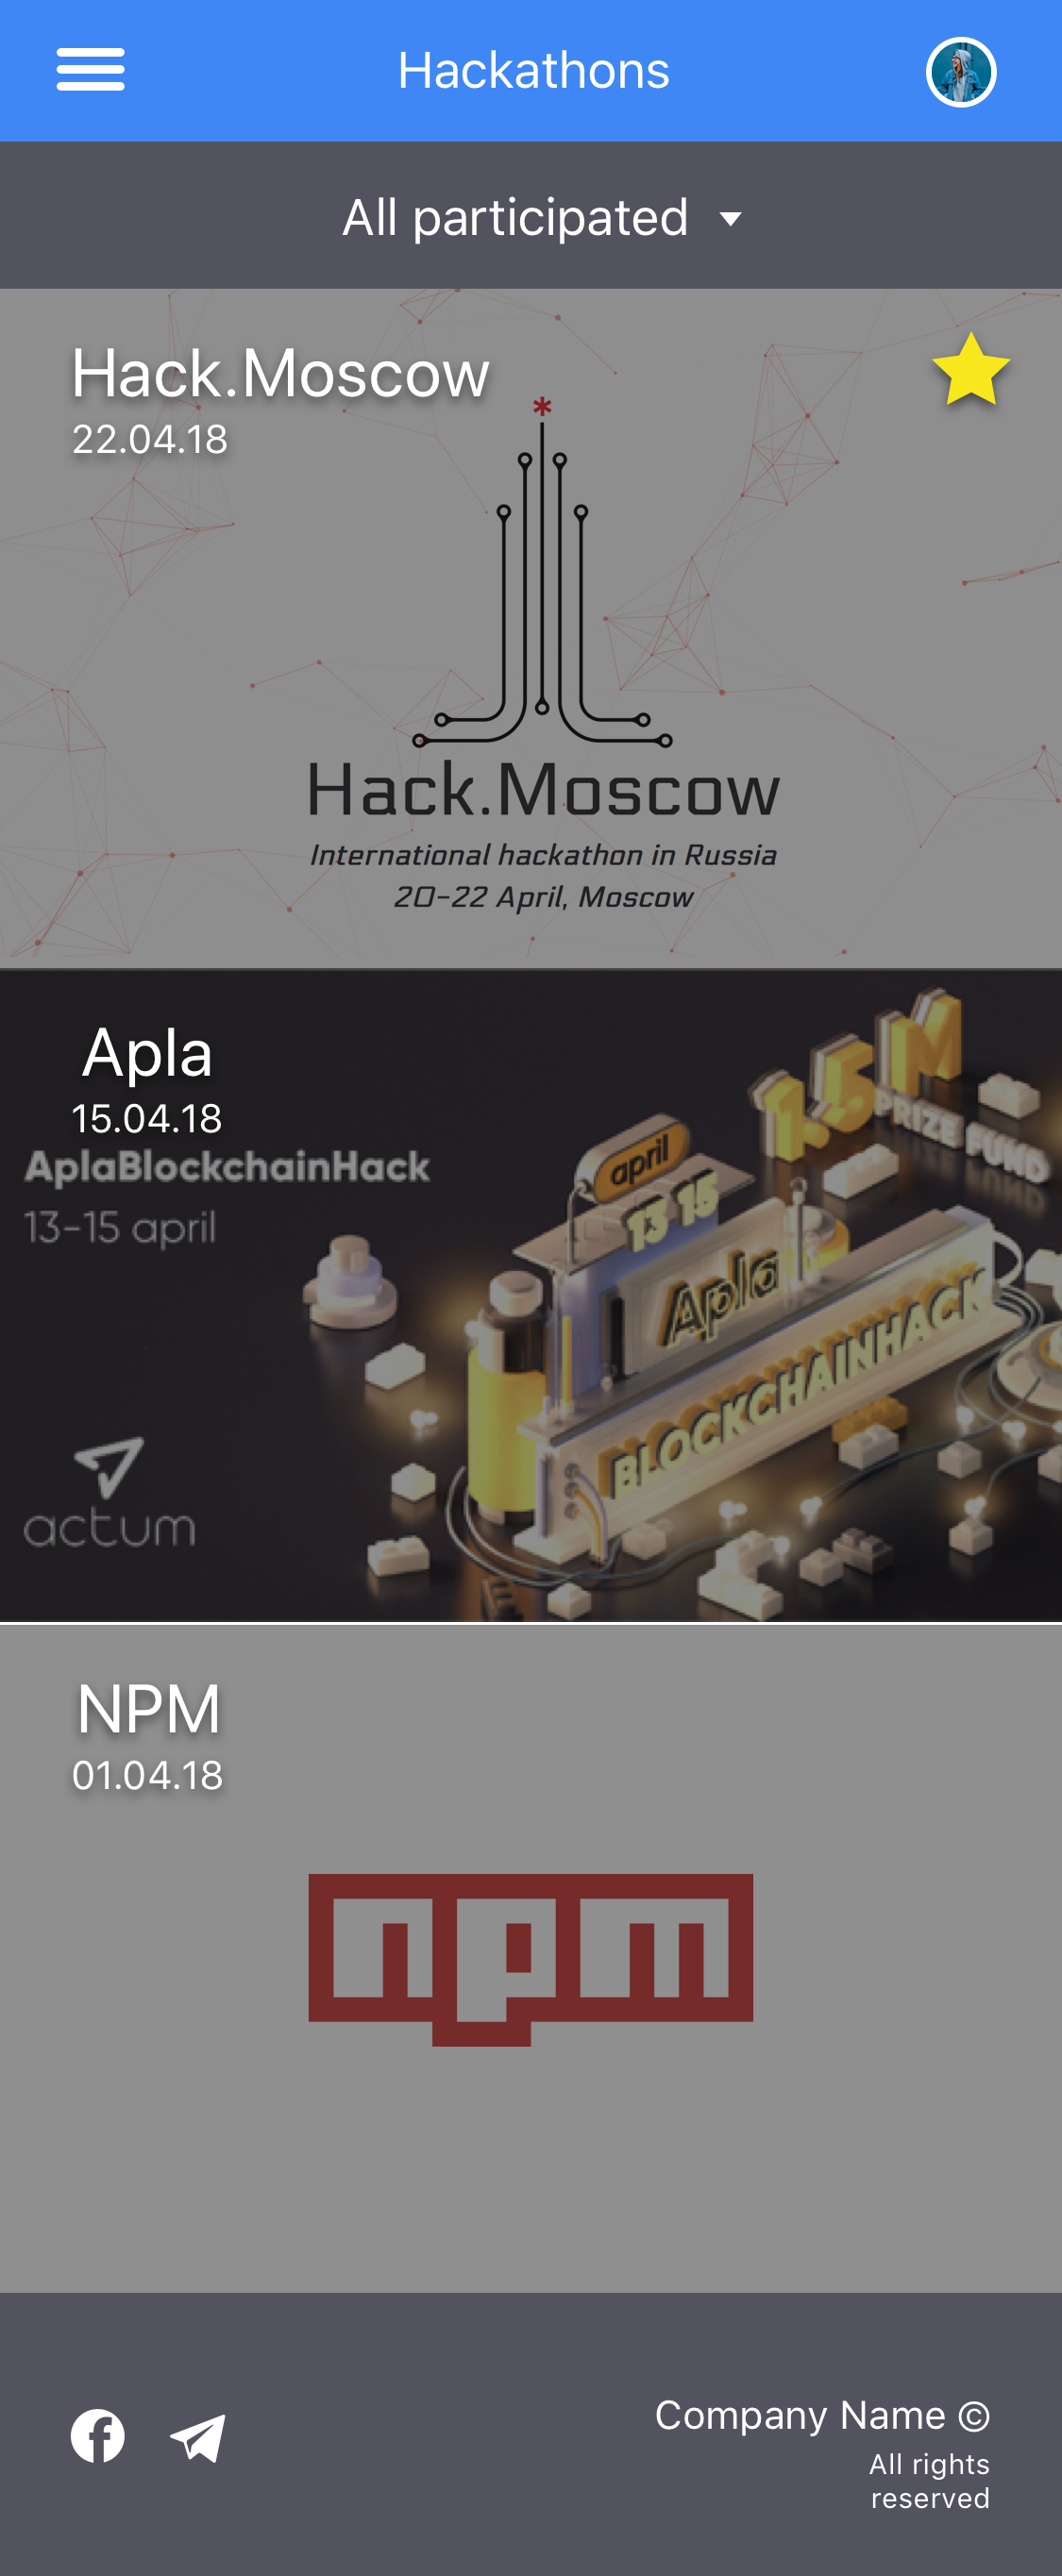 Hackathons
All participated
Hack.Moscow
22.04.18
Hack.Moscow
International hackathon in Russia
20-22 April, Moscow
Apla
15.04.18
AplaBlockchainHack
13-15 april
1.5M
PRIZE FUND
april
13 15
Apla
BLOCKCHAINHACK
actum
NPM
01.04.18
npm
Company Name ©
All rights
reserved